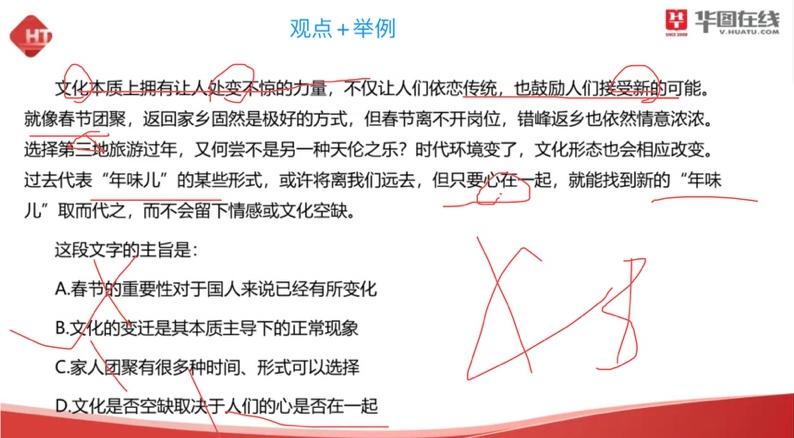 HT
观点+举例
华图在线
SINCE 2003 V.HUATU.COM
文化本质上拥有让人处变不惊的力量，不仅让人们依恋传统，也鼓励人们接受新的可能。
就像春节团聚，返回家乡固然是极好的方式，但春节离不开岗位，错峰返乡也依然情意浓浓。
选择第三地旅游过年，又何尝不是另一种天伦之乐？时代环境变了，文化形态也会相应改变。
过去代表“年味儿”的某些形式，或许将离我们远去，但只要心在一起，就能找到新的“年味
儿”取而代之，而不会留下情感或文化空缺。
这段文字的主旨是：
A.春节的重要性对于国人来说已经有所变化
B.文化的变迁是其本质主导下的正常现象
C.家人团聚有很多种时间、形式可以选择
D.文化是否空缺取决于人们的心是否在一起